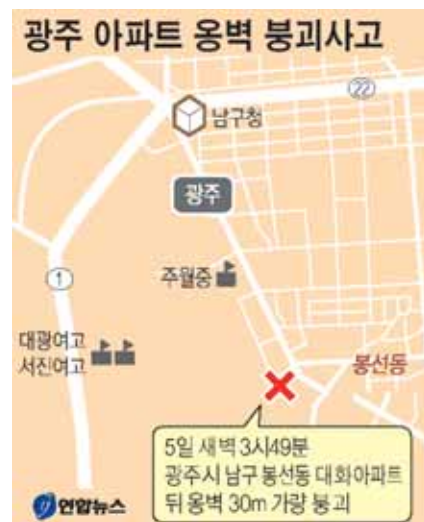 광주 아파트 옹벽 붕괴사고
22
남구청
광주
주월중
1
대광여고
서진여고
봉선동
5일 새벽 3시49분
광주시 남구 봉선동 대화아파트
뒤 옹벽 30m 가량 붕괴
연합뉴스